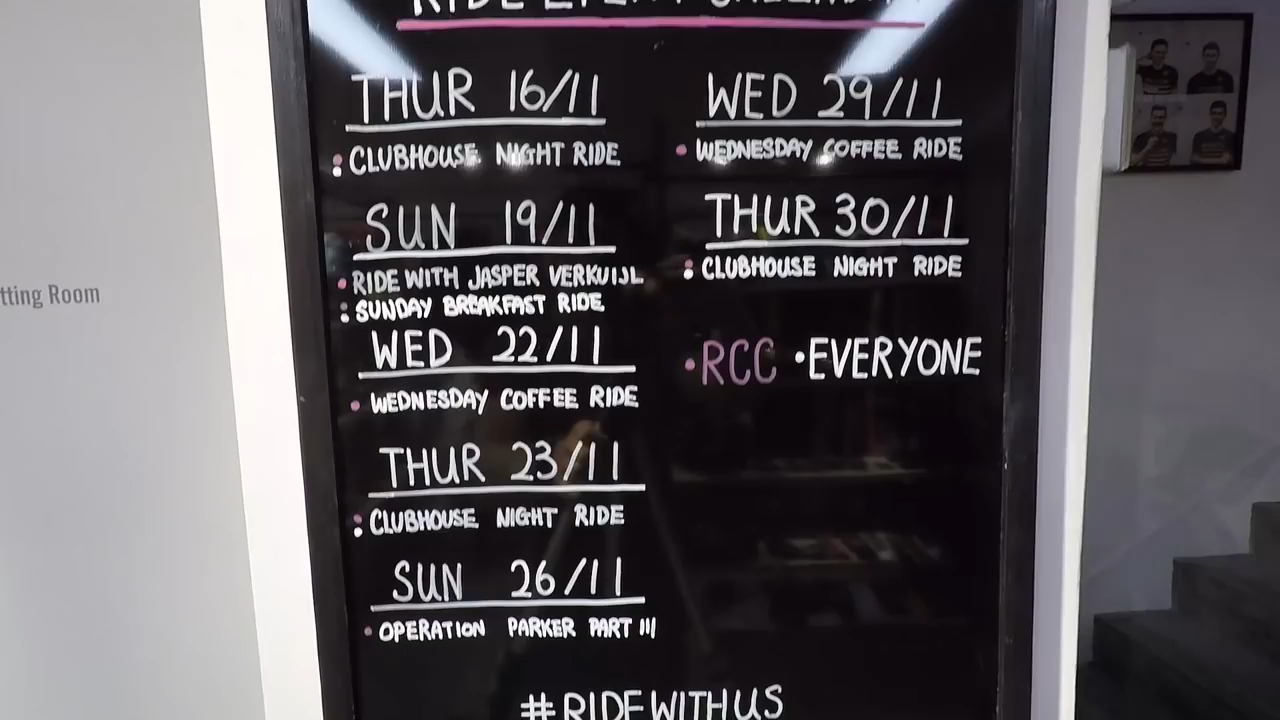 THUR 16/11
: CLUBHOUSE NIGHT RIDE
SUN 19/11
• RIDE WITH JASPER VERKUIJL
: SUNDAY BREAKFAST RIDE
WED 22/11
• WEDNESDAY COFFEE RIDE
THUR 23/11
: CLUBHOUSE NIGHT RIDE
SUN 26/11
• OPERATION PARKER PART III
WED 29/11
• WEDNESDAY COFFEE RIDE
THUR 30/11
: CLUBHOUSE NIGHT RIDE
•RCC •EVERYONE
#RIDEWITHUS
tting Room